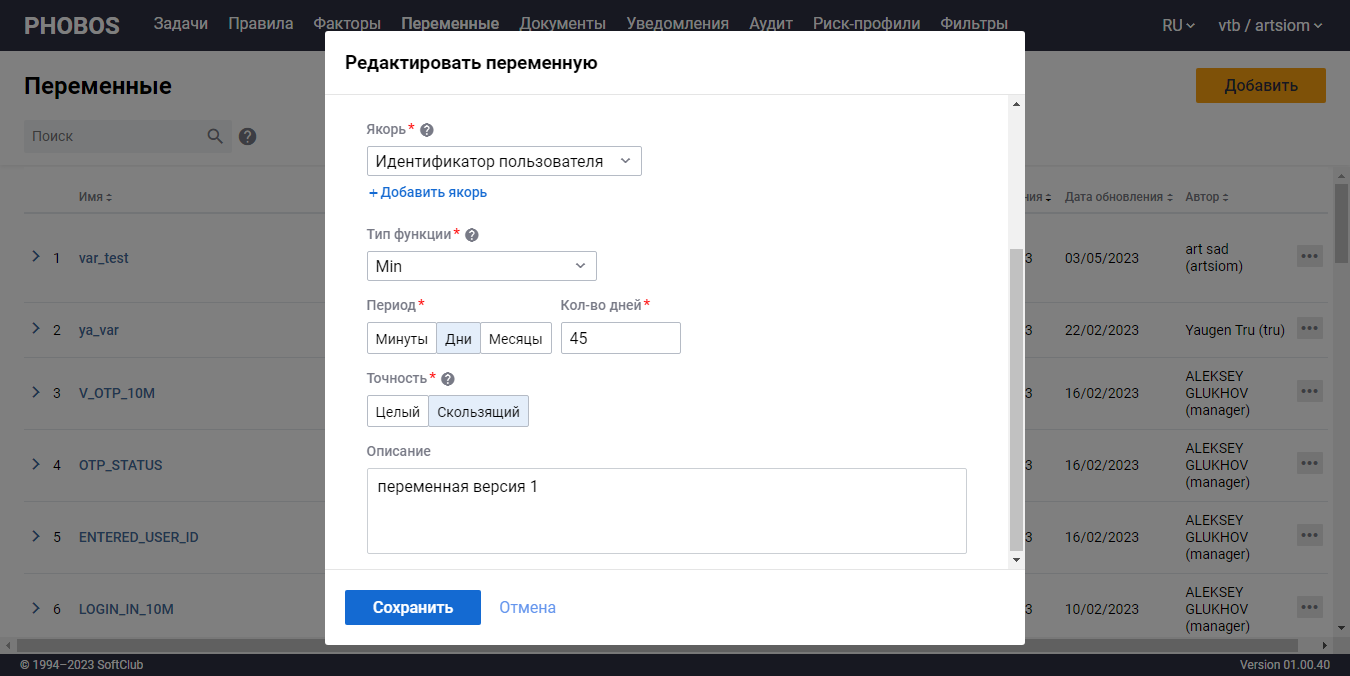 PHOBOS Задачи Правила Факторы Переменные Документы Уведомления Аудит Риск-профили Фильтры RU vtb / artsiom
Переменные
Добавить
Поиск
Имя
ния Дата обновления Автор
1 var_test 3 03/05/2023 art sad
(artsiom)
2 ya_var 3 22/02/2023 Yaugen Tru (tru)
3 V_OTP_10M 3 16/02/2023 ALEKSEY
GLUKHOV
(manager)
4 OTP_STATUS 3 16/02/2023 ALEKSEY
GLUKHOV
(manager)
5 ENTERED_USER_ID 3 16/02/2023 ALEKSEY
GLUKHOV
(manager)
6 LOGIN_IN_10M 3 10/02/2023 ALEKSEY
GLUKHOV
(manager)
Редактировать переменную
Якорь*
Идентификатор пользователя
+ Добавить якорь
Тип функции*
Min
Период* Кол-во дней*
Минуты Дни Месяцы 45
Точность*
Целый Скользящий
Описание
переменная версия 1
Сохранить Отмена
© 1994–2023 SoftClub Version 01.00.40